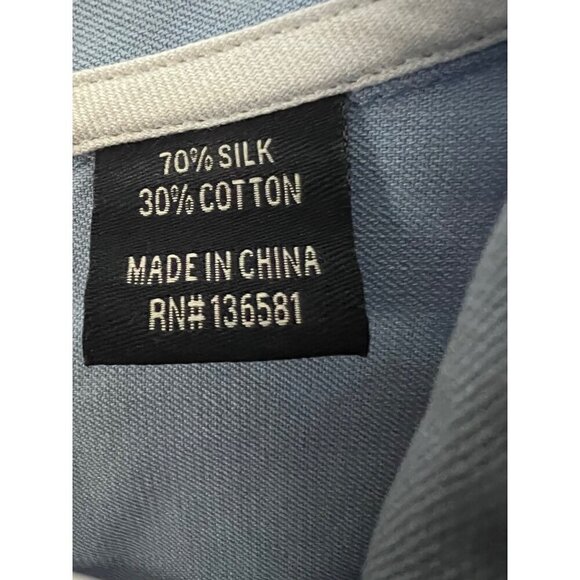 70% SILK
30% COTTON
MADE IN CHINA
RN# 136581